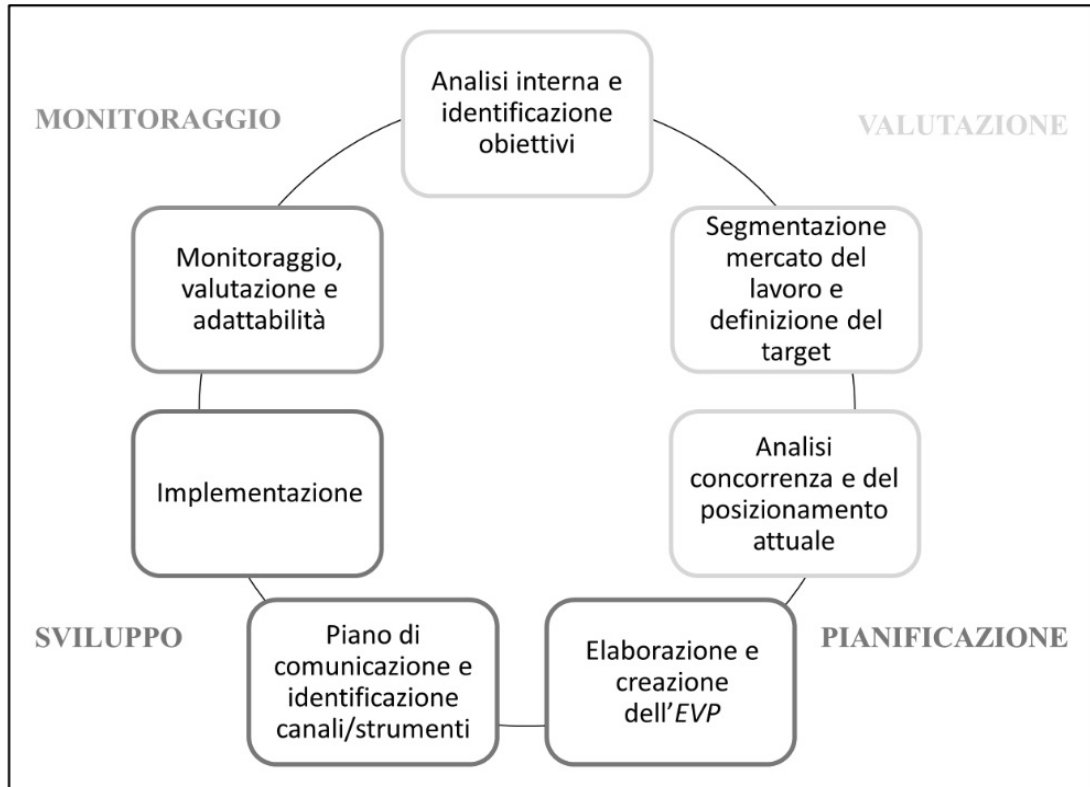 Analisi interna e
identificazione
obiettivi
MONITORAGGIO
VALUTAZIONE
Segmentazione
mercato del
lavoro e
definizione del
target
Monitoraggio,
valutazione e
adattabilità
Analisi
concorrenza e del
posizionamento
attuale
Implementazione
SVILUPPO
Piano di
comunicazione e
identificazione
canali/strumenti
Elaborazione e
creazione
dell'EVP
PIANIFICAZIONE